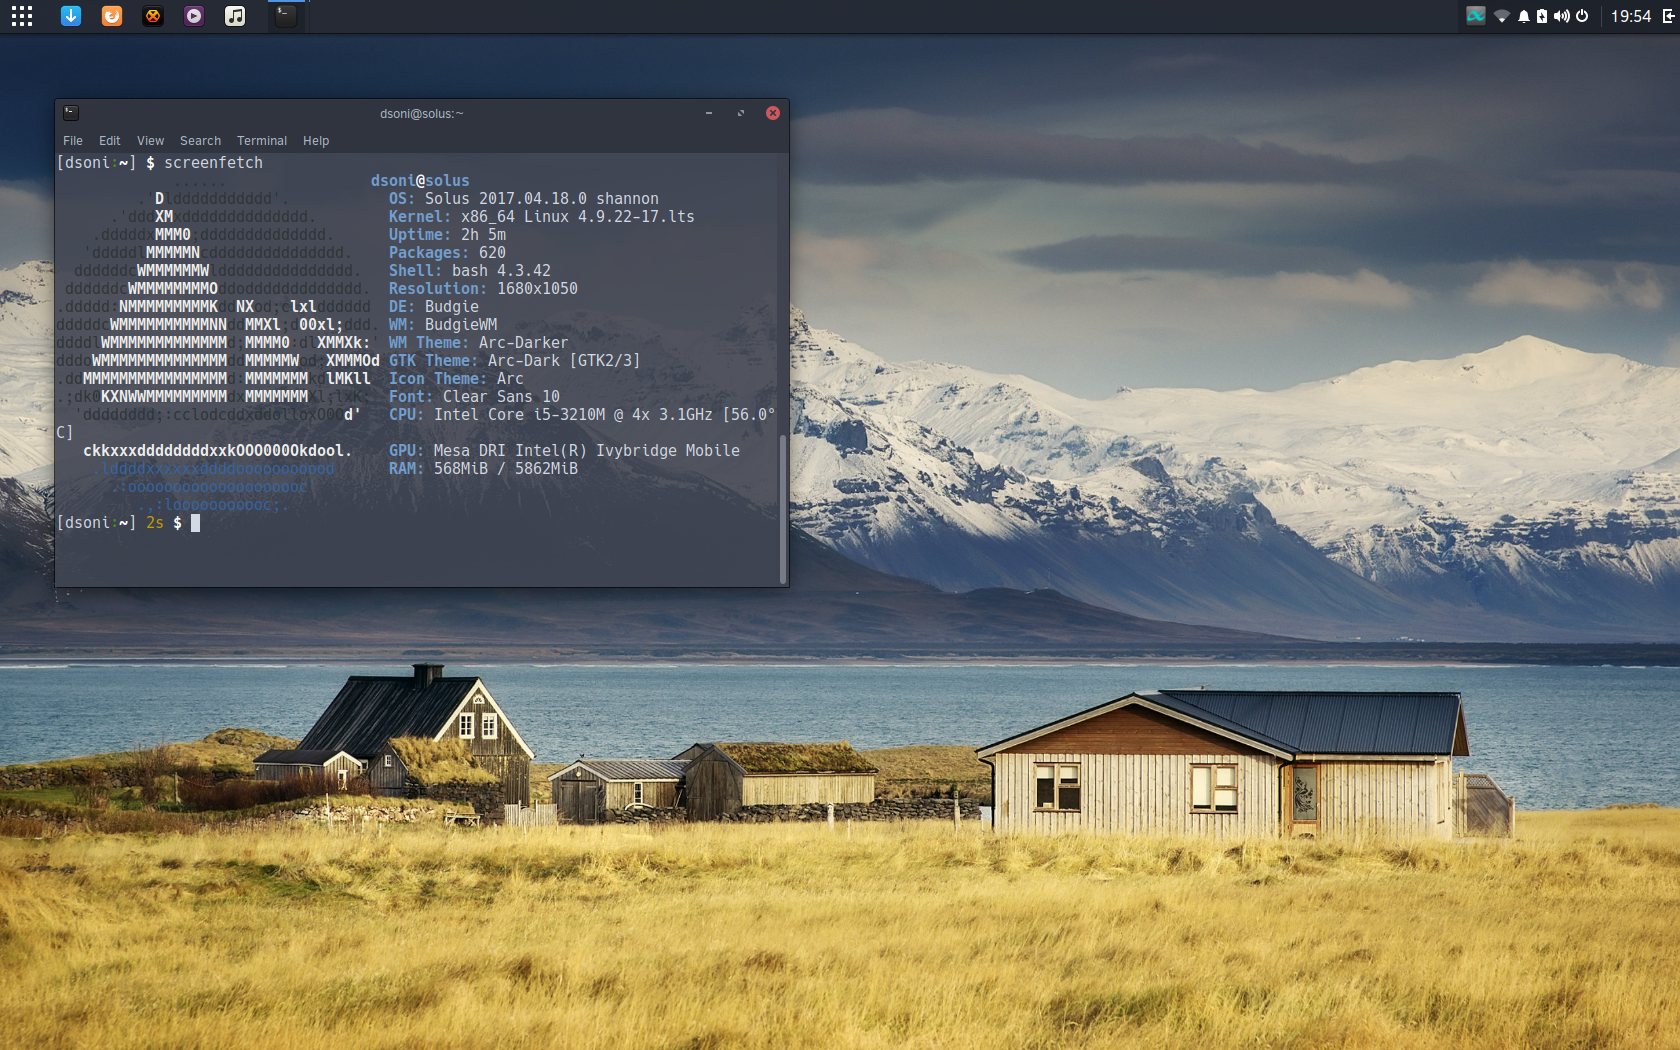 19:54
dsoni@solus:~
File Edit View Search Terminal Help
[dsoni:~] $ screenfetch
dsoni@solus
OS: Solus 2017.04.18.0 shannon
Kernel: x86_64 Linux 4.9.22-17.lts
Uptime: 2h 5m
Packages: 620
Shell: bash 4.3.42
Resolution: 1680x1050
DE: Budgie
WM: BudgieWM
WM Theme: Arc-Darker
GTK Theme: Arc-Dark [GTK2/3]
Icon Theme: Arc
Font: Clear Sans 10
CPU: Intel Core i5-3210M @ 4x 3.1GHz [56.0°
C]
GPU: Mesa DRI Intel(R) Ivybridge Mobile
RAM: 568MiB / 5862MiB
[dsoni:~] 2s $